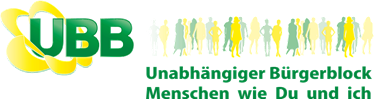 UBB
Unabhängiger Bürgerblock
Menschen wie Du und ich